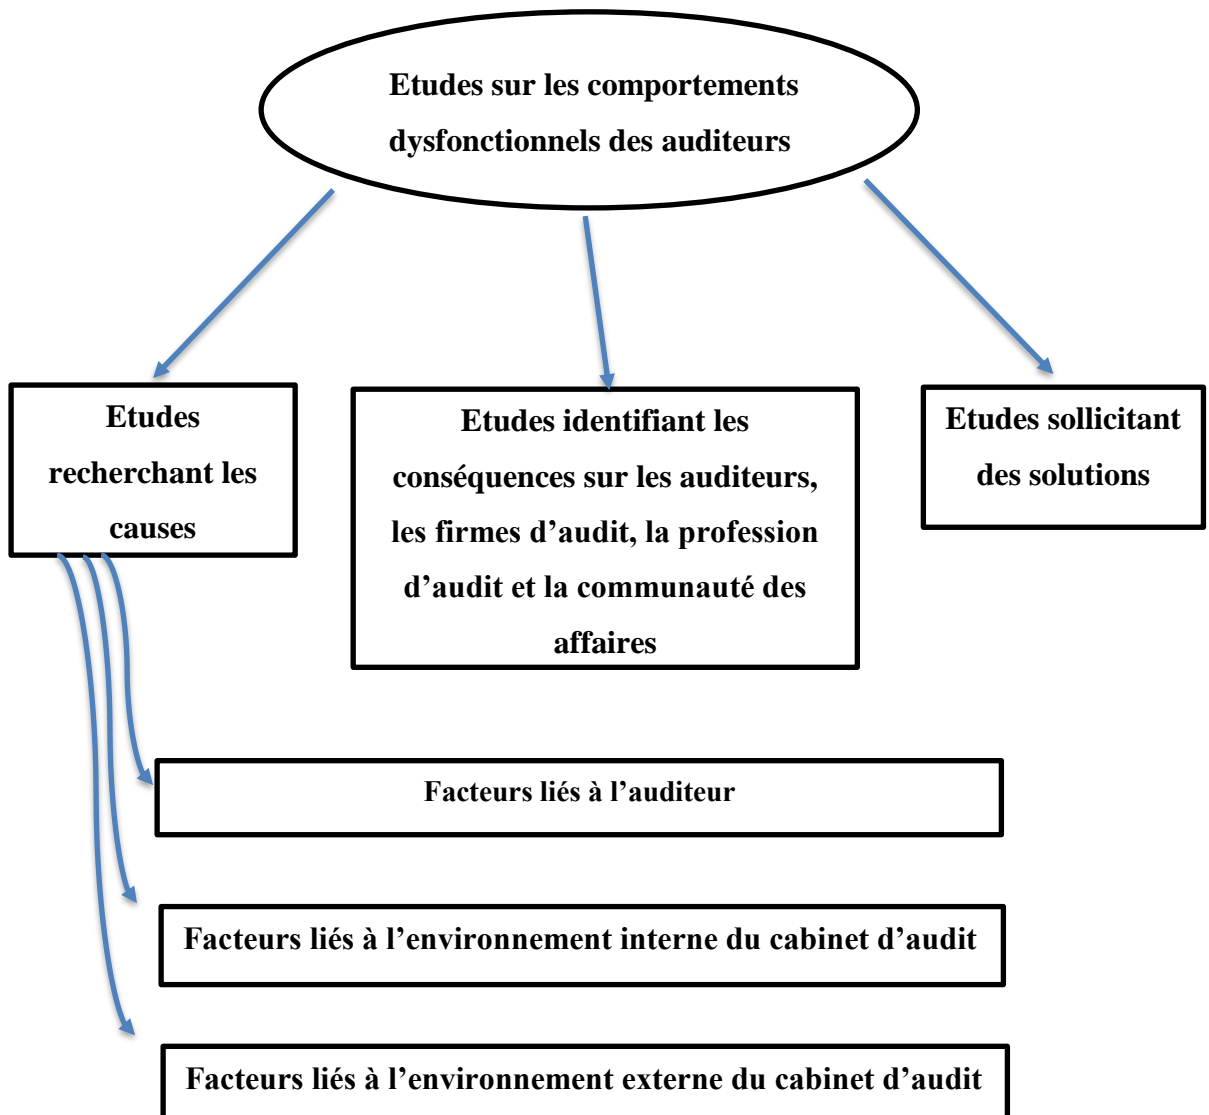 Etudes sur les comportements
dysfonctionnels des auditeurs
Etudes
recherchant les
causes
Etudes identifiant les
conséquences sur les auditeurs,
les firmes d’audit, la profession
d’audit et la communauté des
affaires
Etudes sollicitant
des solutions
Facteurs liés à l’auditeur
Facteurs liés à l’environnement interne du cabinet d’audit
Facteurs liés à l’environnement externe du cabinet d’audit